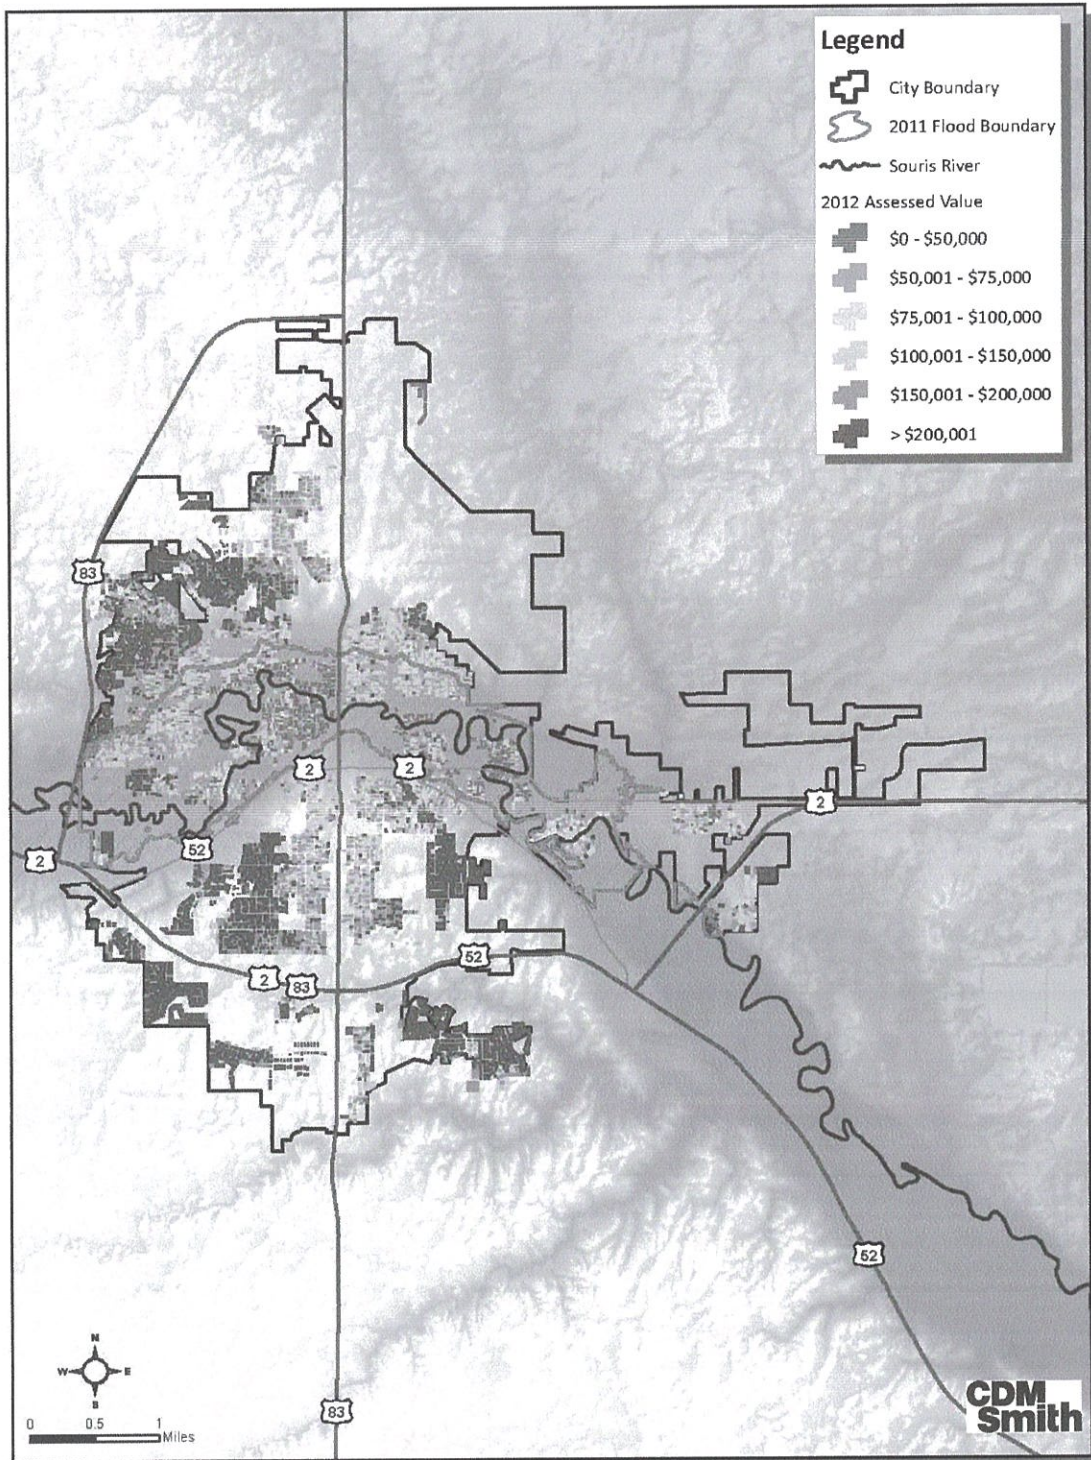 Legend
City Boundary
2011 Flood Boundary
Souris River
2012 Assessed Value
$0 - $50,000
$50,001 - $75,000
$75,001 - $100,000
$100,001 - $150,000
$150,001 - $200,000
> $200,001
83
2
2
2
52
2
52
2
83
52
N
W E
S
0 0.5 1
Miles
83
CDM
Smith